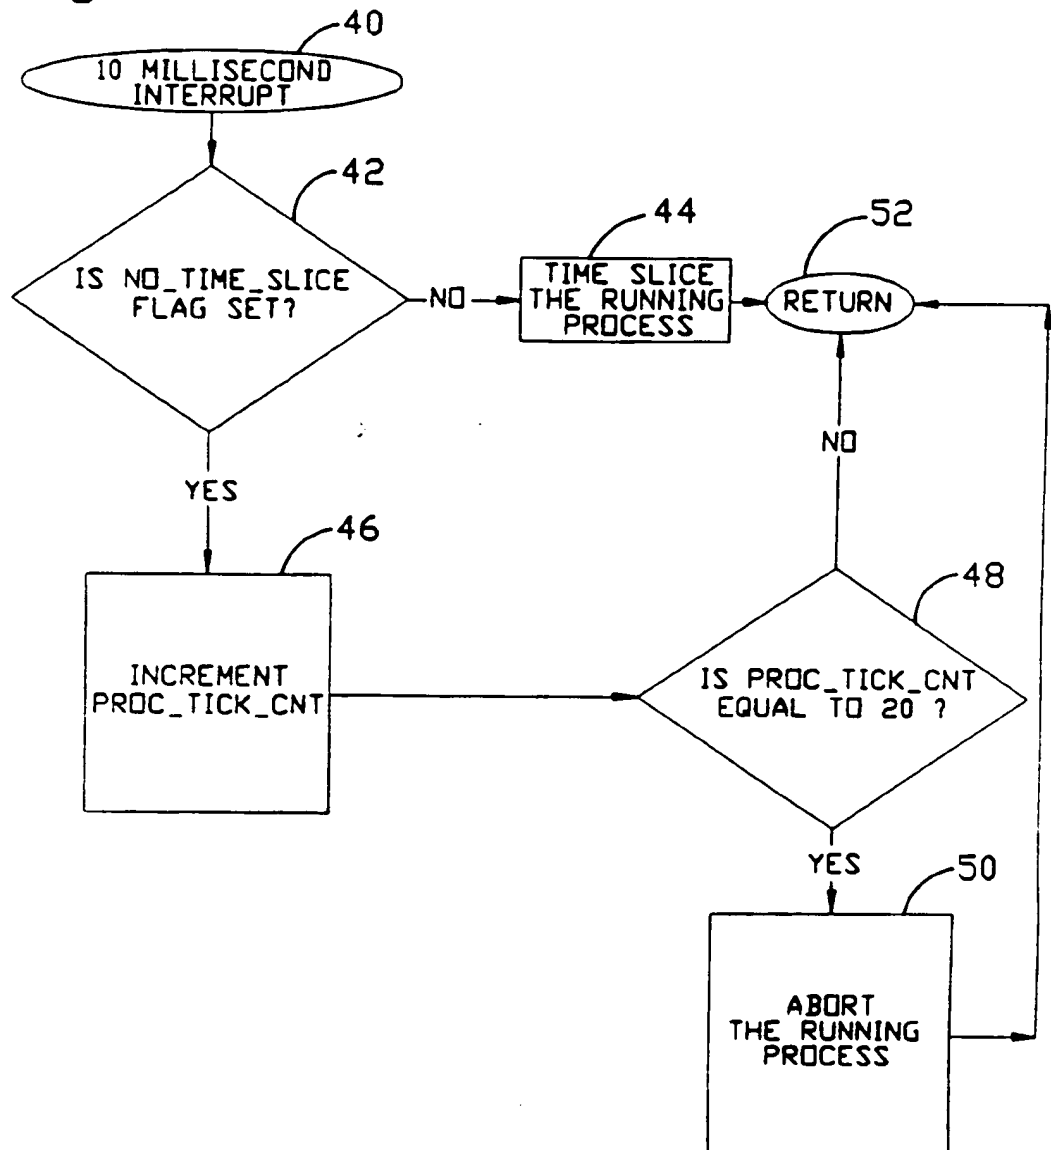 40
10 MILLISECOND
INTERRUPT
42
IS NO_TIME_SLICE
FLAG SET?
NO
44
TIME SLICE
THE RUNNING
PROCESS
52
RETURN
NO
YES
46
INCREMENT
PROC_TICK_CNT
48
IS PROC_TICK_CNT
EQUAL TO 20 ?
YES
50
ABORT
THE RUNNING
PROCESS